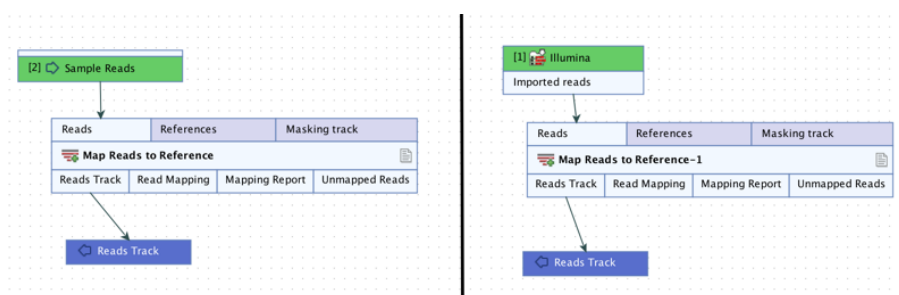 [2] Sample Reads
Reads References Masking track
Map Reads to Reference
Reads Track Read Mapping Mapping Report Unmapped Reads
Reads Track
[1] Illumina
Imported reads
Reads References Masking track
Map Reads to Reference-1
Reads Track Read Mapping Mapping Report Unmapped Reads
Reads Track